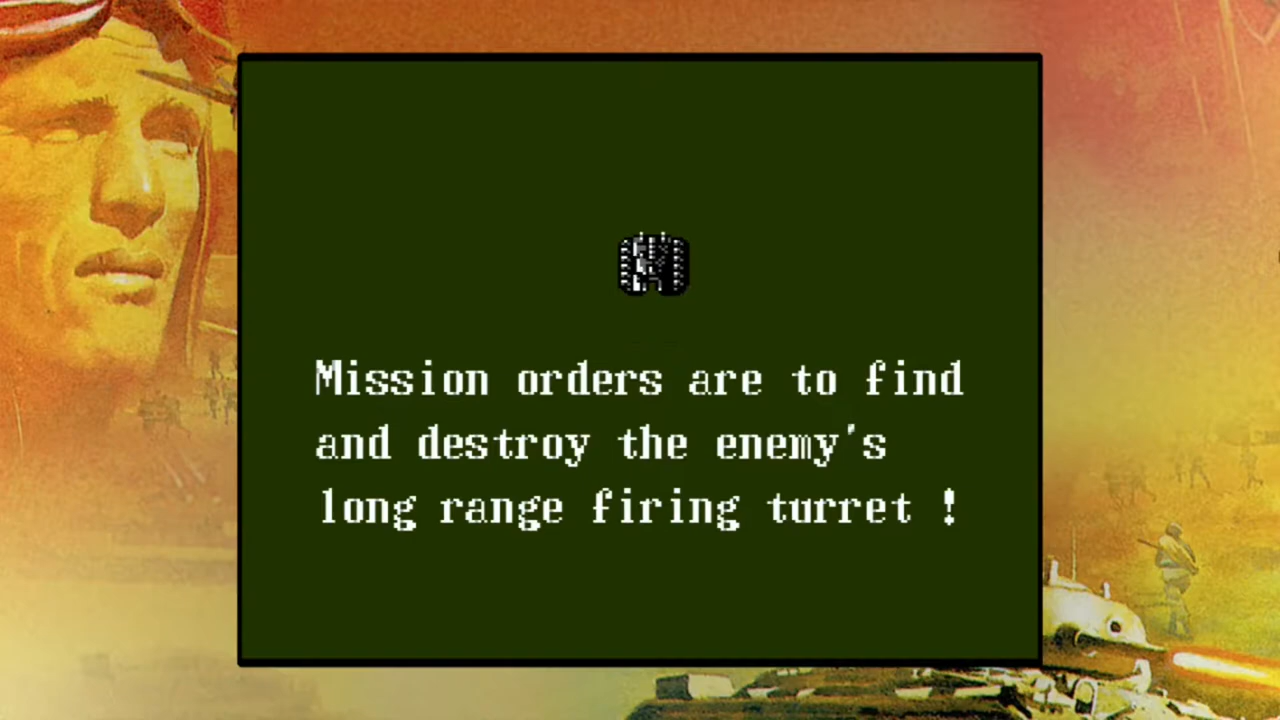 Mission orders are to find
and destroy the enemy's
long range firing turret !